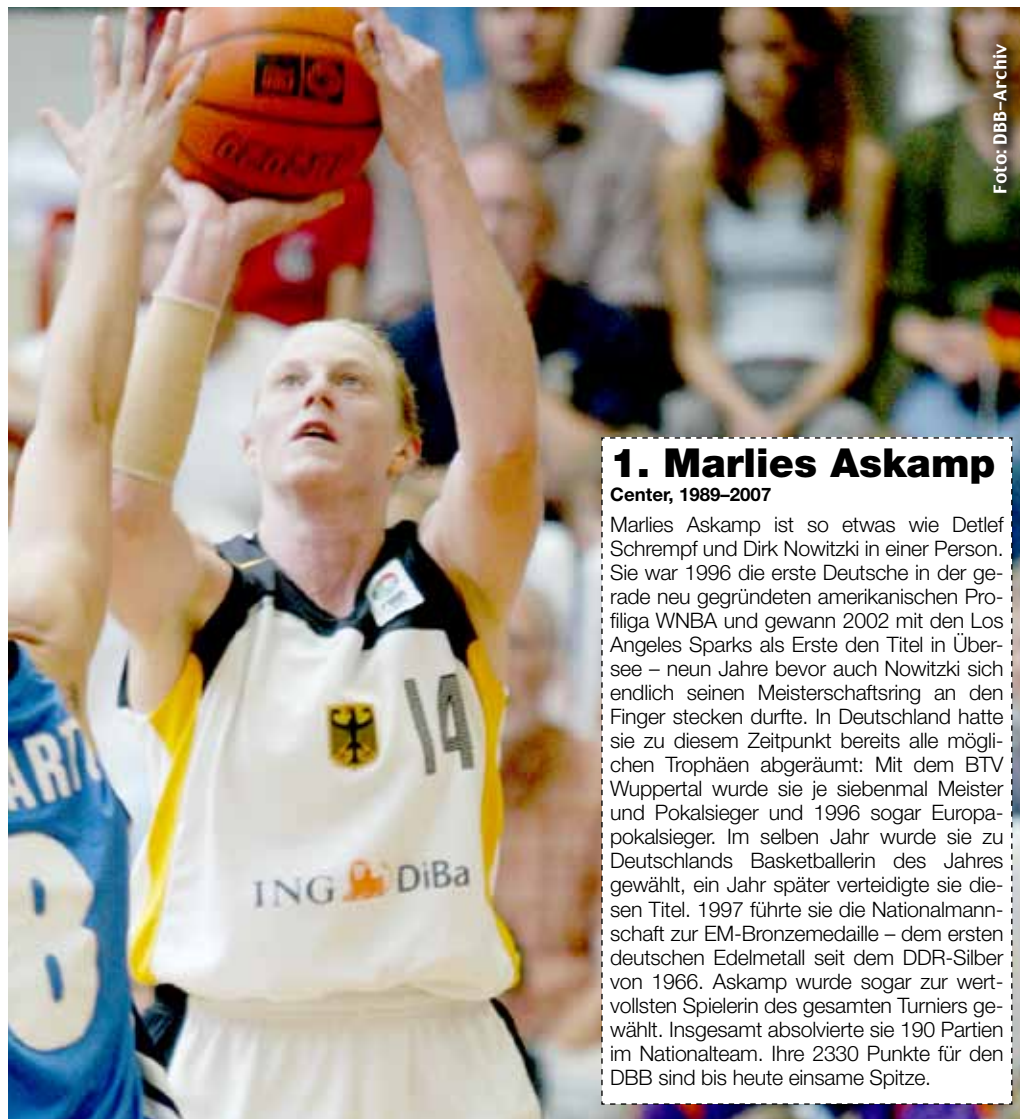 Foto: DBB–Archiv
14
ING DiBa
8
1. Marlies Askamp
Center, 1989–2007
Marlies Askamp ist so etwas wie Detlef
Schrempf und Dirk Nowitzki in einer Person.
Sie war 1996 die erste Deutsche in der ge-
rade neu gegründeten amerikanischen Pro-
filiga WNBA und gewann 2002 mit den Los
Angeles Sparks als Erste den Titel in Über-
see – neun Jahre bevor auch Nowitzki sich
endlich seinen Meisterschaftsring an den
Finger stecken durfte. In Deutschland hatte
sie zu diesem Zeitpunkt bereits alle mögli-
chen Trophäen abgeräumt: Mit dem BTV
Wuppertal wurde sie je siebenmal Meister
und Pokalsieger und 1996 sogar Europa-
pokalsieger. Im selben Jahr wurde sie zu
Deutschlands Basketballerin des Jahres
gewählt, ein Jahr später verteidigte sie die-
sen Titel. 1997 führte sie die Nationalmann-
schaft zur EM-Bronzemedaille – dem ersten
deutschen Edelmetall seit dem DDR-Silber
von 1966. Askamp wurde sogar zur wert-
vollsten Spielerin des gesamten Turniers ge-
wählt. Insgesamt absolvierte sie 190 Partien
im Nationalteam. Ihre 2330 Punkte für den
DBB sind bis heute einsame Spitze.